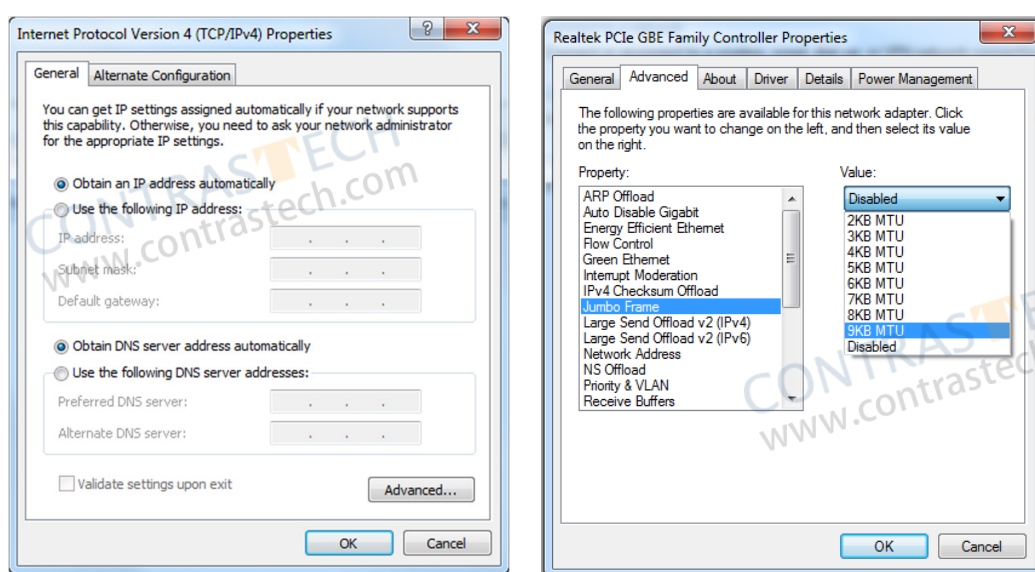 Internet Protocol Version 4 (TCP/IPv4) Properties
General
Alternate Configuration
You can get IP settings assigned automatically if your network supports
this capability. Otherwise, you need to ask your network administrator
for the appropriate IP settings.
Obtain an IP address automatically
Use the following IP address:
IP address:
Subnet mask:
Default gateway:
Obtain DNS server address automatically
Use the following DNS server addresses:
Preferred DNS server:
Alternate DNS server:
Validate settings upon exit
Advanced...
OK
Cancel
CONTRASTECH
www.contrastech.com
Realtek PCIe GBE Family Controller Properties
General
Advanced
About
Driver
Details
Power Management
The following properties are available for this network adapter. Click
the property you want to change on the left, and then select its value
on the right.
Property:
ARP Offload
Auto Disable Gigabit
Energy Efficient Ethernet
Flow Control
Green Ethernet
Interrupt Moderation
IPv4 Checksum Offload
Jumbo Frame
Large Send Offload v2 (IPv4)
Large Send Offload v2 (IPv6)
Network Address
NS Offload
Priority & VLAN
Receive Buffers
Value:
Disabled
2KB MTU
3KB MTU
4KB MTU
5KB MTU
6KB MTU
7KB MTU
8KB MTU
9KB MTU
Disabled
OK
Cancel
CONTRASTE
www.contrastec